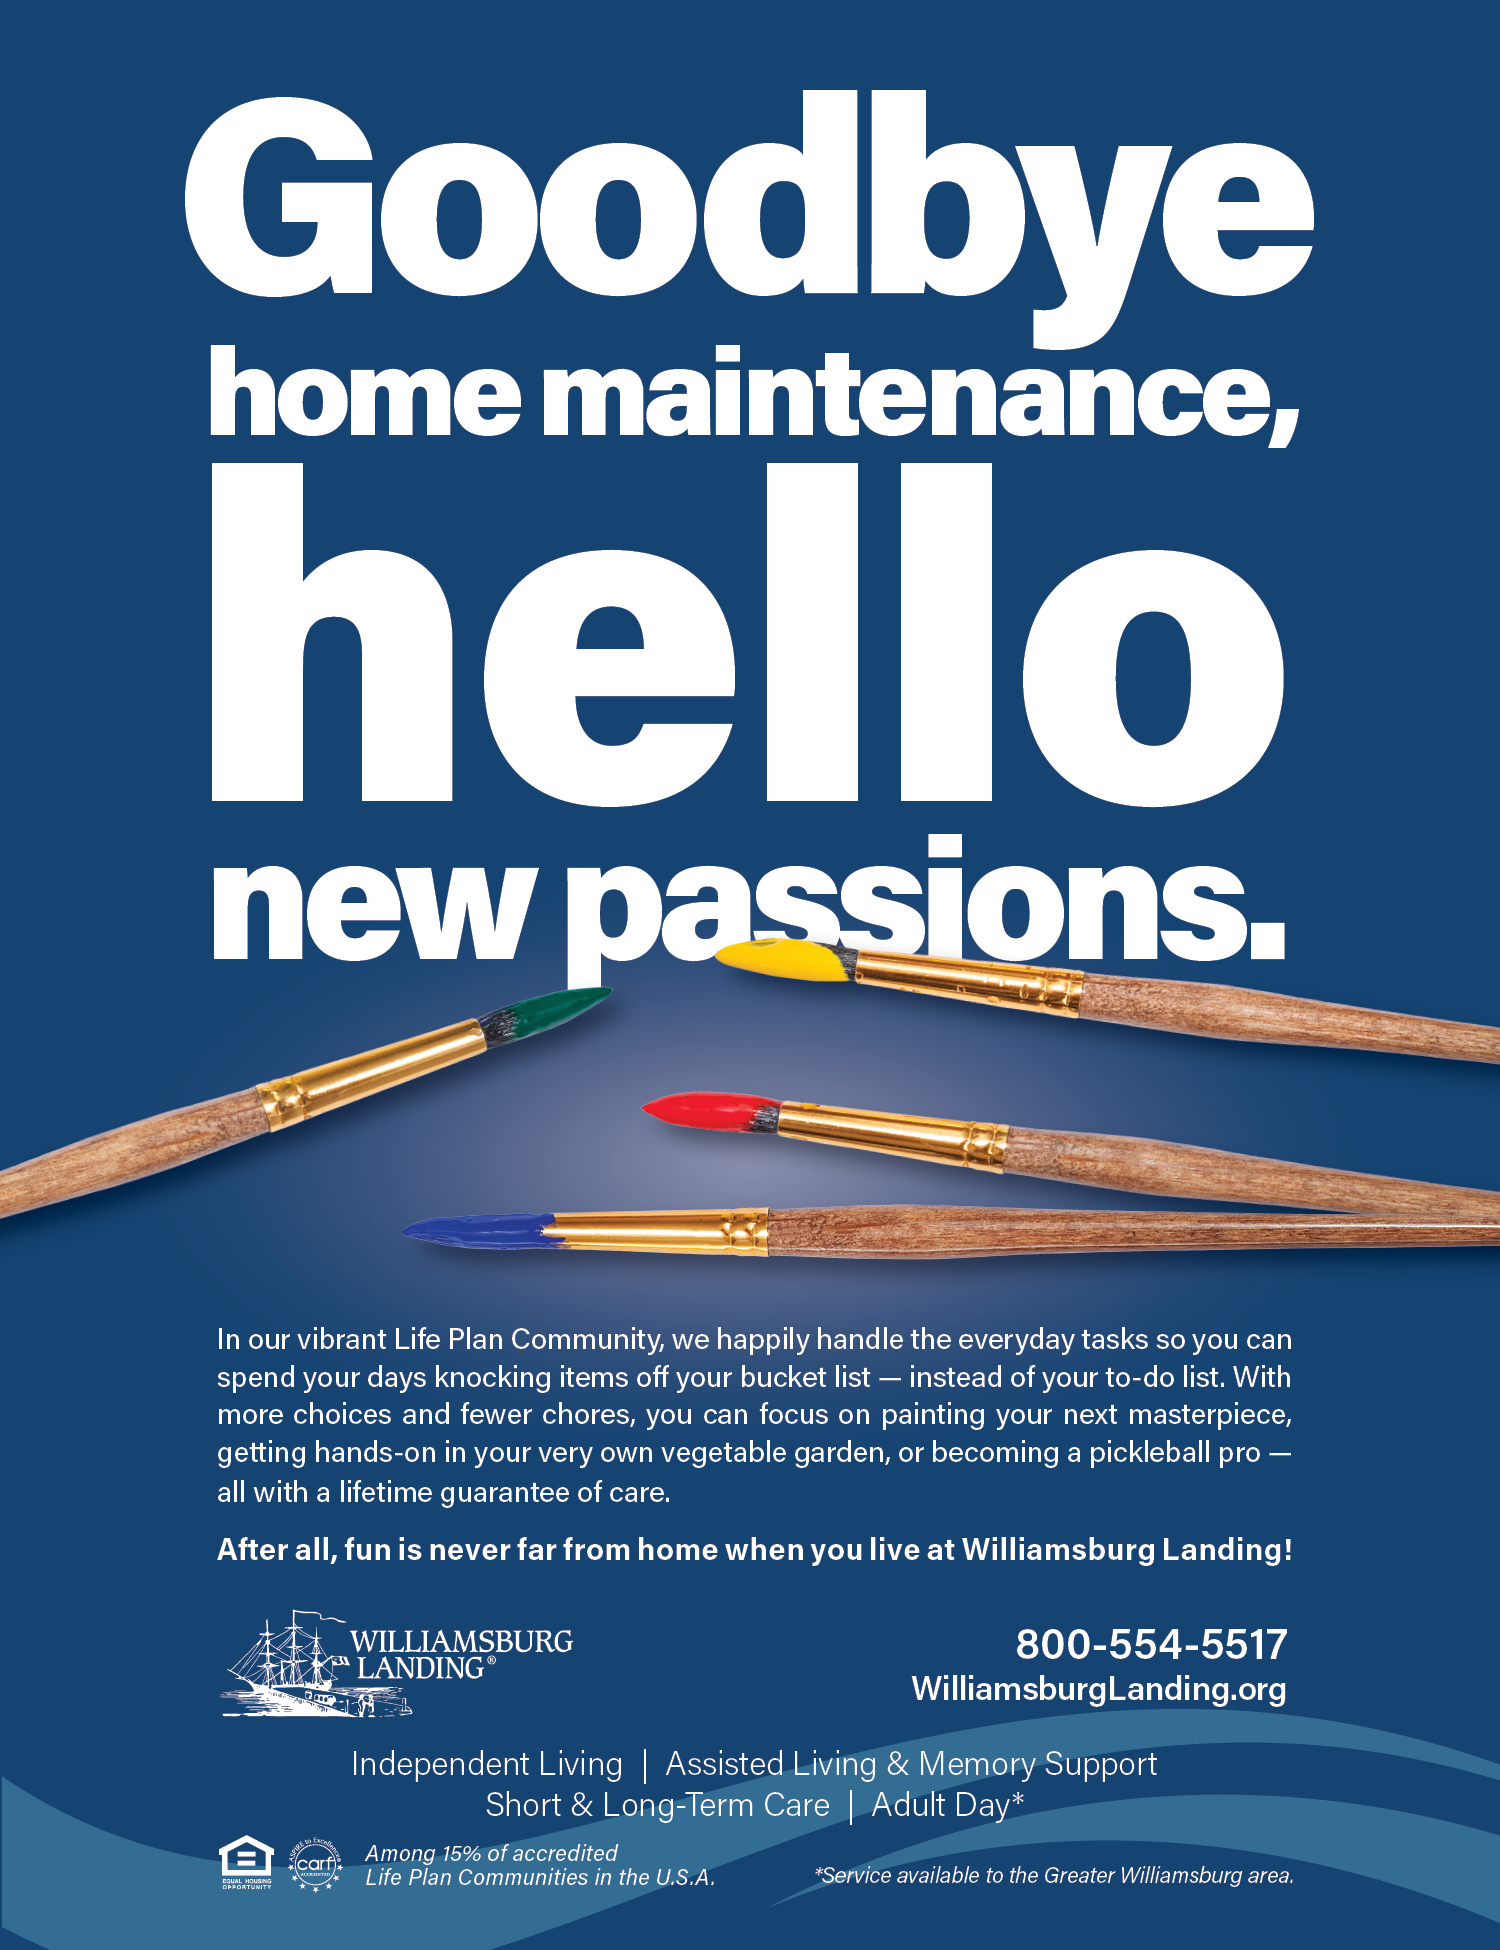 Goodbye
home maintenance,
hello
new passions.
In our vibrant Life Plan Community, we happily handle the everyday tasks so you can
spend your days knocking items off your bucket list — instead of your to-do list. With
more choices and fewer chores, you can focus on painting your next masterpiece,
getting hands-on in your very own vegetable garden, or becoming a pickleball pro —
all with a lifetime guarantee of care.
After all, fun is never far from home when you live at Williamsburg Landing!
WILLIAMSBURG
LANDING®
800-554-5517
WilliamsburgLanding.org
Independent Living | Assisted Living & Memory Support
Short & Long-Term Care | Adult Day*
EQUAL HOUSING
OPPORTUNITY
ASPIRE to Excellence®
carf
ACCREDITED
Among 15% of accredited
Life Plan Communities in the U.S.A.
*Service available to the Greater Williamsburg area.